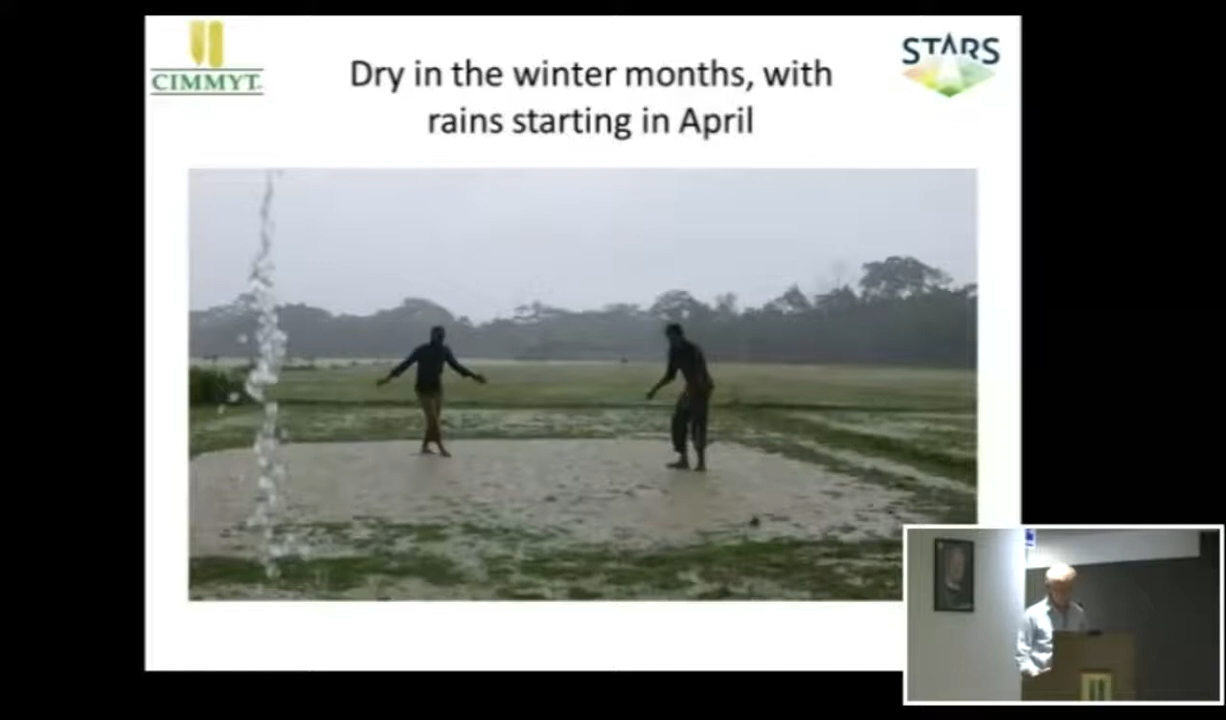 CIMMYT
STARS
Dry in the winter months, with
rains starting in April